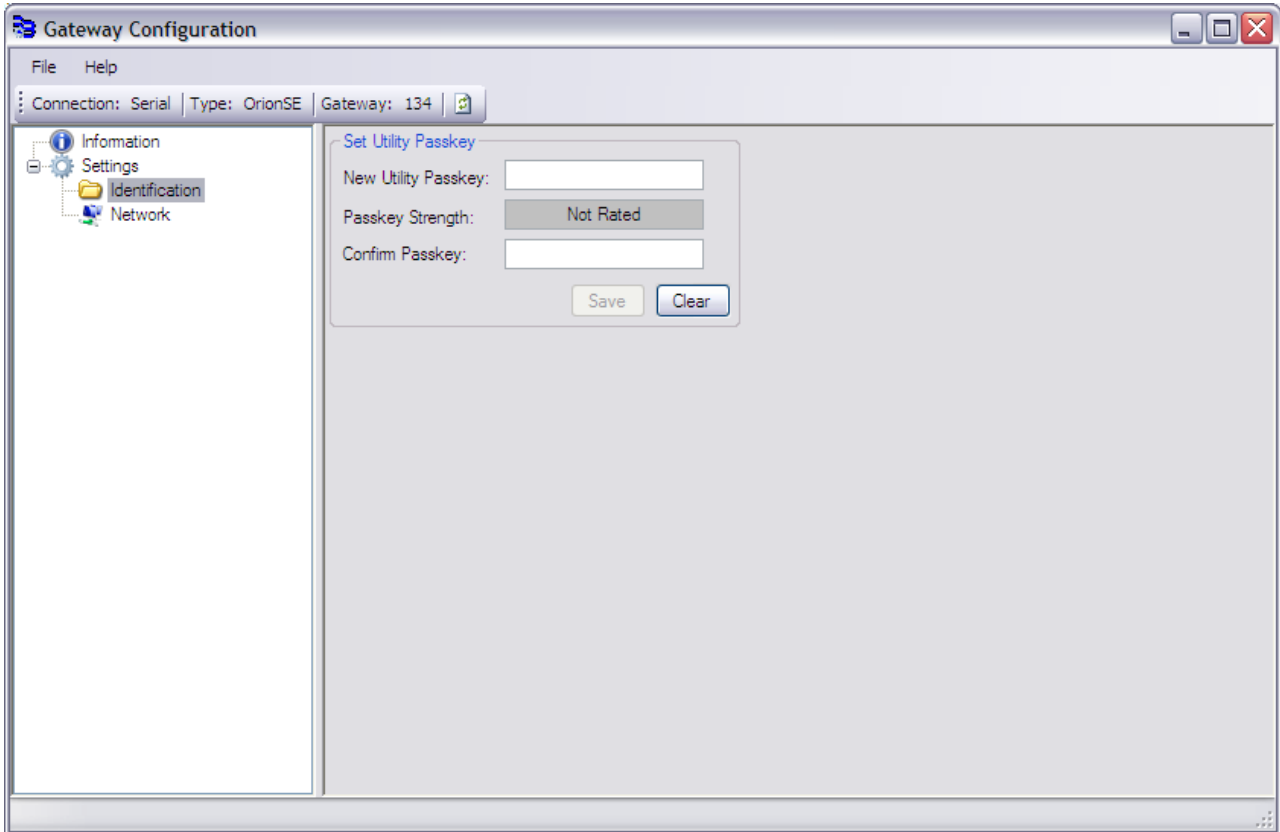 Gateway Configuration
File Help
Connection: Serial Type: OrionSE Gateway: 134
Information
Settings
Identification
Network
Set Utility Passkey
New Utility Passkey:
Passkey Strength: Not Rated
Confirm Passkey:
Save Clear